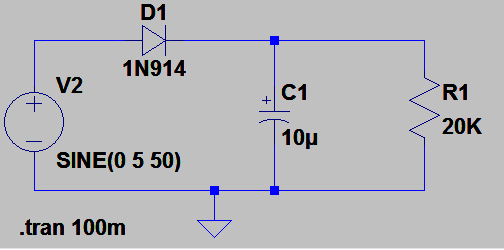 D1
1N914
V2
SINE(0 5 50)
C1
10µ
R1
20K
.tran 100m